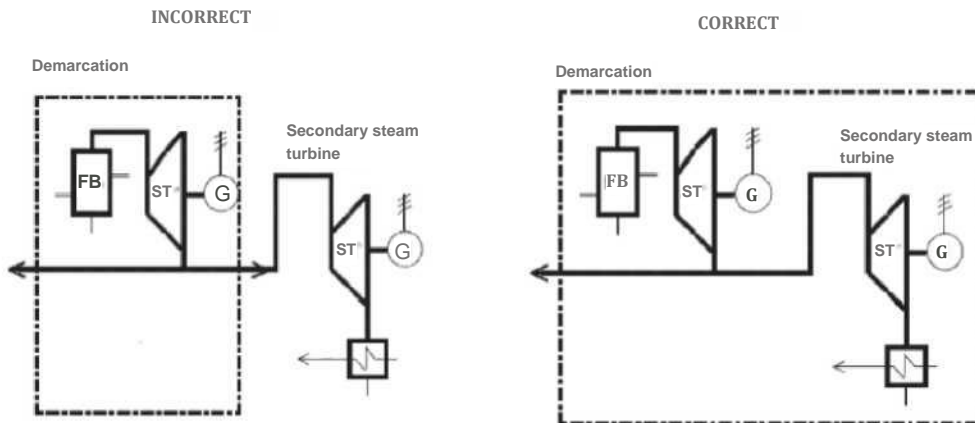 INCORRECT
Demarcation
FB
ST
G
Secondary steam
turbine
ST
G
CORRECT
Demarcation
FB
ST
G
Secondary steam
turbine
ST
G